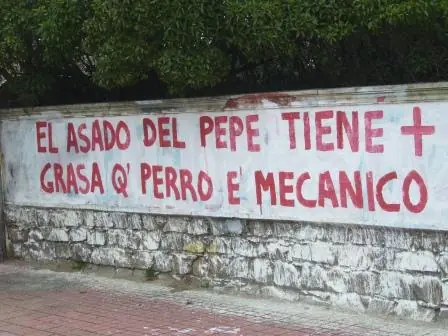 EL ASADO DEL PEPE TIENE +
GRASA Q' PERRO E' MECANICO